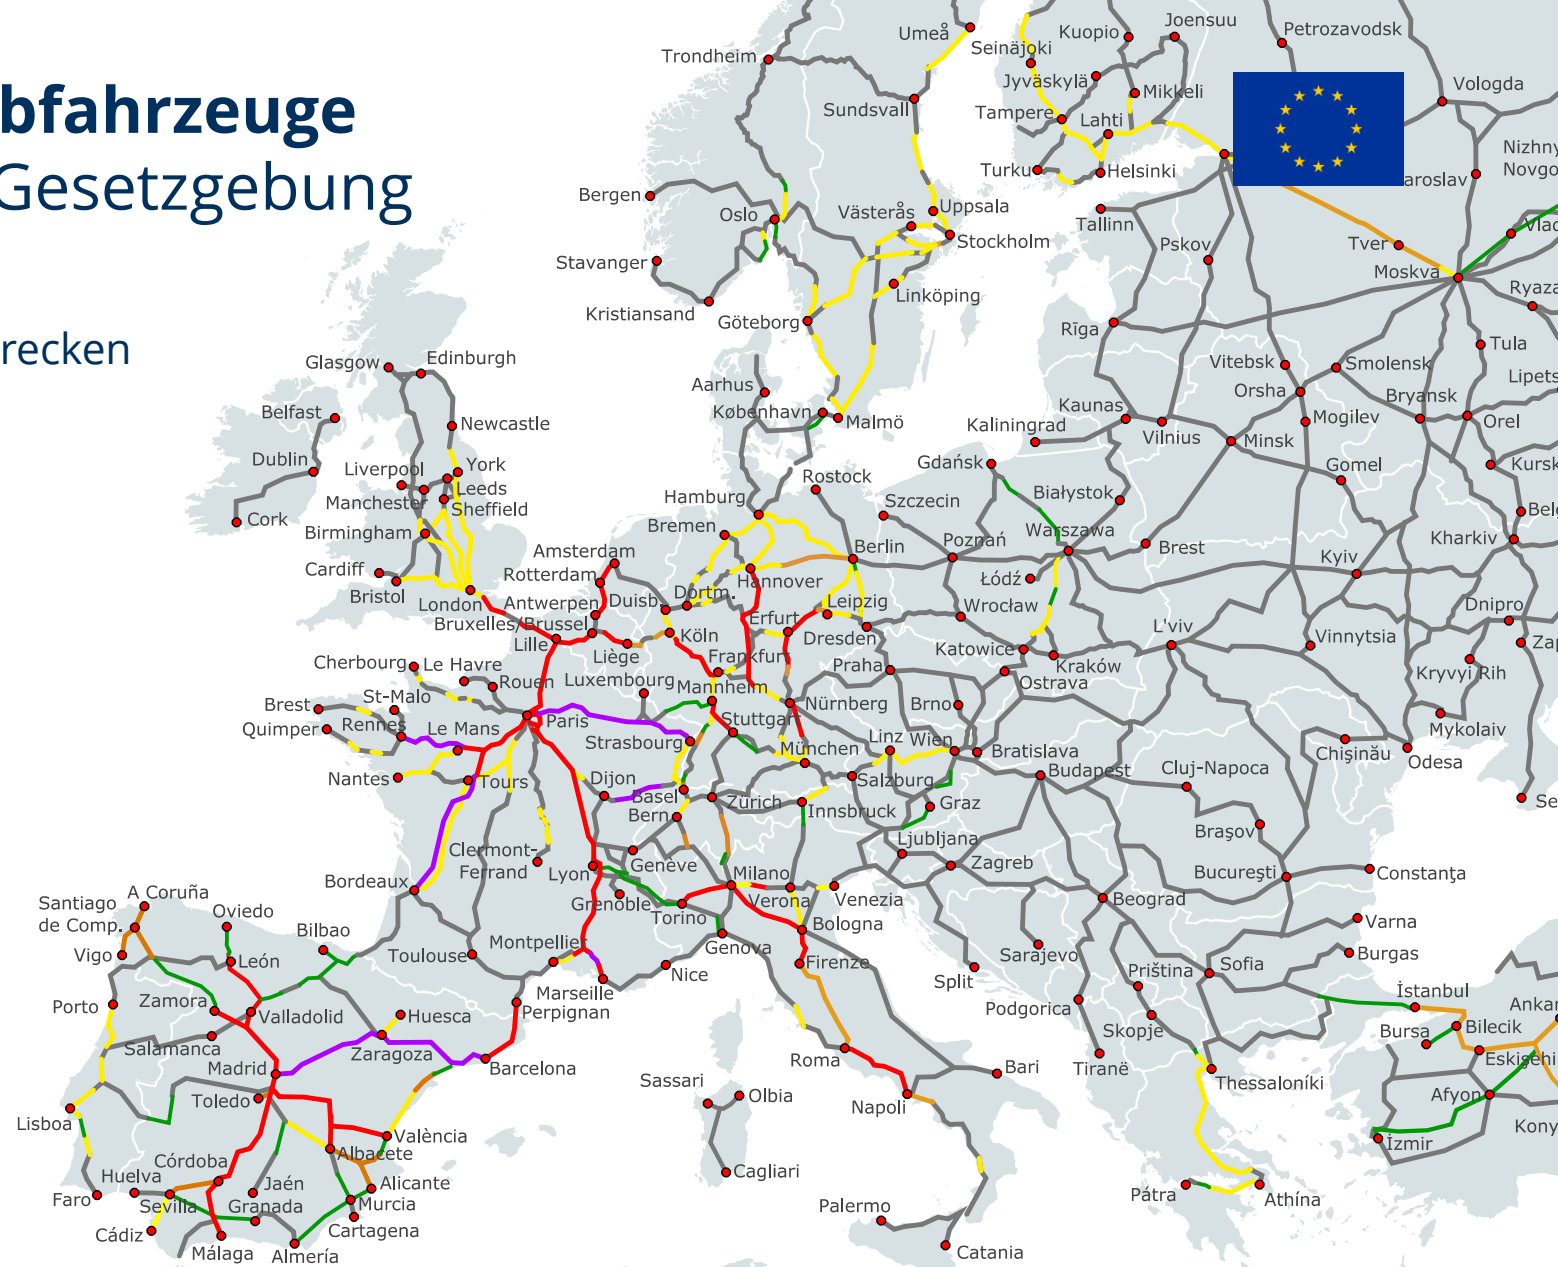 bfahrzeuge
Gesetzgebung
recken
Trondheim
Umeå
Seinäjoki
Kuopio
Joensuu
Petrozavodsk
Sundsvall
Jyväskylä
Mikkeli
Tampere
Lahti
Vologda
Turku
Helsinki
Nizhny
Novgo
aroslav
Bergen
Oslo
Västerås
Uppsala
Stockholm
Tallinn
Pskov
Tver
Vlad
Moskva
Stavanger
Linköping
Ryaza
Kristiansand
Göteborg
Rīga
Tula
Glasgow
Edinburgh
Vitebsk
Smolensk
Aarhus
Orsha
Lipets
Belfast
København
Malmö
Kaunas
Bryansk
Newcastle
Kaliningrad
Vilnius
Mogilev
Orel
Minsk
Dublin
Liverpool
York
Gdańsk
Gomel
Kursk
Leeds
Rostock
Manchester
Sheffield
Hamburg
Szczecin
Białystok
Cork
Birmingham
Bremen
Warszawa
Belg
Berlin
Poznań
Brest
Kyiv
Kharkiv
Amsterdam
Cardiff
Rotterdam
Hannover
Łódź
Bristol
London
Antwerpen
Duisb.
Dortm.
Leipzig
Wrocław
Dnipro
Bruxelles/Brussel
Erfurt
L'viv
Lille
Köln
Dresden
Vinnytsia
Zap
Liège
Frankfurt
Katowice
Kraków
Cherbourg
Le Havre
Praha
Ostrava
Kryvyi Rih
Rouen
Luxembourg
Mannheim
St-Malo
Brest
Nürnberg
Brno
Quimper
Rennes
Le Mans
Paris
Stuttgart
Mykolaiv
Strasbourg
München
Linz
Wien
Bratislava
Chişinău
Odesa
Nantes
Tours
Dijon
Salzburg
Budapest
Cluj-Napoca
Basel
Zürich
Innsbruck
Graz
Se
Bern
Braşov
Clermont-
Ferrand
Genève
Ljubljana
Zagreb
Lyon
Bordeaux
Milano
Bucureşti
Constanţa
A Coruña
Grenoble
Torino
Verona
Venezia
Beograd
Santiago
de Comp.
Oviedo
Bilbao
Bologna
Varna
Montpellier
Genova
Vigo
Toulouse
León
Nice
Firenze
Sarajevo
Burgas
Priština
Sofia
Split
Marseille
İstanbul
Porto
Zamora
Perpignan
Podgorica
Ankar
Valladolid
Huesca
Skopje
Bursa
Bilecik
Salamanca
Zaragoza
Roma
Eskişehi
Madrid
Barcelona
Bari
Tiranë
Sassari
Thessaloníki
Toledo
Olbia
Napoli
Afyon
Lisboa
València
İzmir
Kony
Albacete
Córdoba
Cagliari
Huelva
Jaén
Alicante
Faro
Sevilla
Granada
Murcia
Palermo
Pátra
Athína
Cádiz
Cartagena
Málaga
Almería
Catania